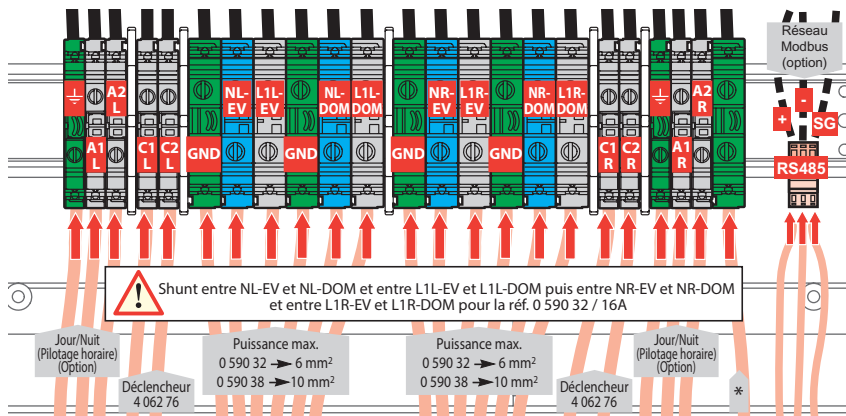 Réseau
Modbus
(option)
A2
L
NL-
EV
L1L-
EV
NL-
DOM
L1L-
DOM
NR-
EV
L1R-
EV
NR-
DOM
L1R-
DOM
A2
R
-
+
SG
A1
L
C1
L
C2
L
GND
GND
GND
GND
C1
R
C2
R
A1
R
RS485
Shunt entre NL-EV et NL-DOM et entre L1L-EV et L1L-DOM puis entre NR-EV et NR-DOM
et entre L1R-EV et L1R-DOM pour la réf. 0 590 32 / 16A
Jour/Nuit
(Pilotage horaire)
(Option)
Déclencheur
4 062 76
Puissance max.
0 590 32 → 6 mm²
0 590 38 → 10 mm²
Puissance max.
0 590 32 → 6 mm²
0 590 38 → 10 mm²
Déclencheur
4 062 76
Jour/Nuit
(Pilotage horaire)
(Option)
*